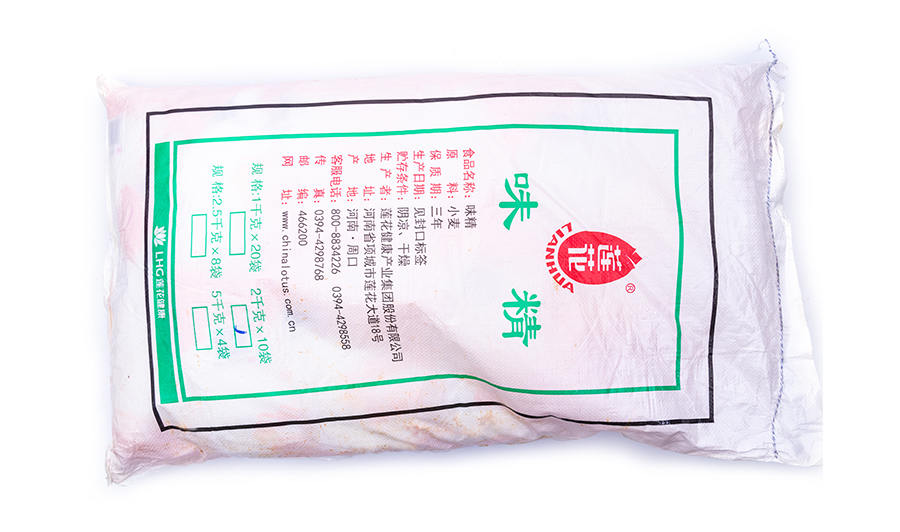 莲花
LIANHUA
®
味精
食品名称:味精
原 料:小麦
保 质 期:三年
生产日期:见封口标签
贮存条件:阴凉、干燥
生 产 者:莲花健康产业集团股份有限公司
地 址:河南省项城市莲花大道18号
产 地:河南·周口
客服电话:800-8834226 0394-4298558
传 真:0394-4298768
邮 编:466200
网 址:www.chinalotus.com.cn
规 格:1千克×20袋 2千克×10袋
规 格:2.5千克×8袋 5千克×4袋
LHG莲花健康